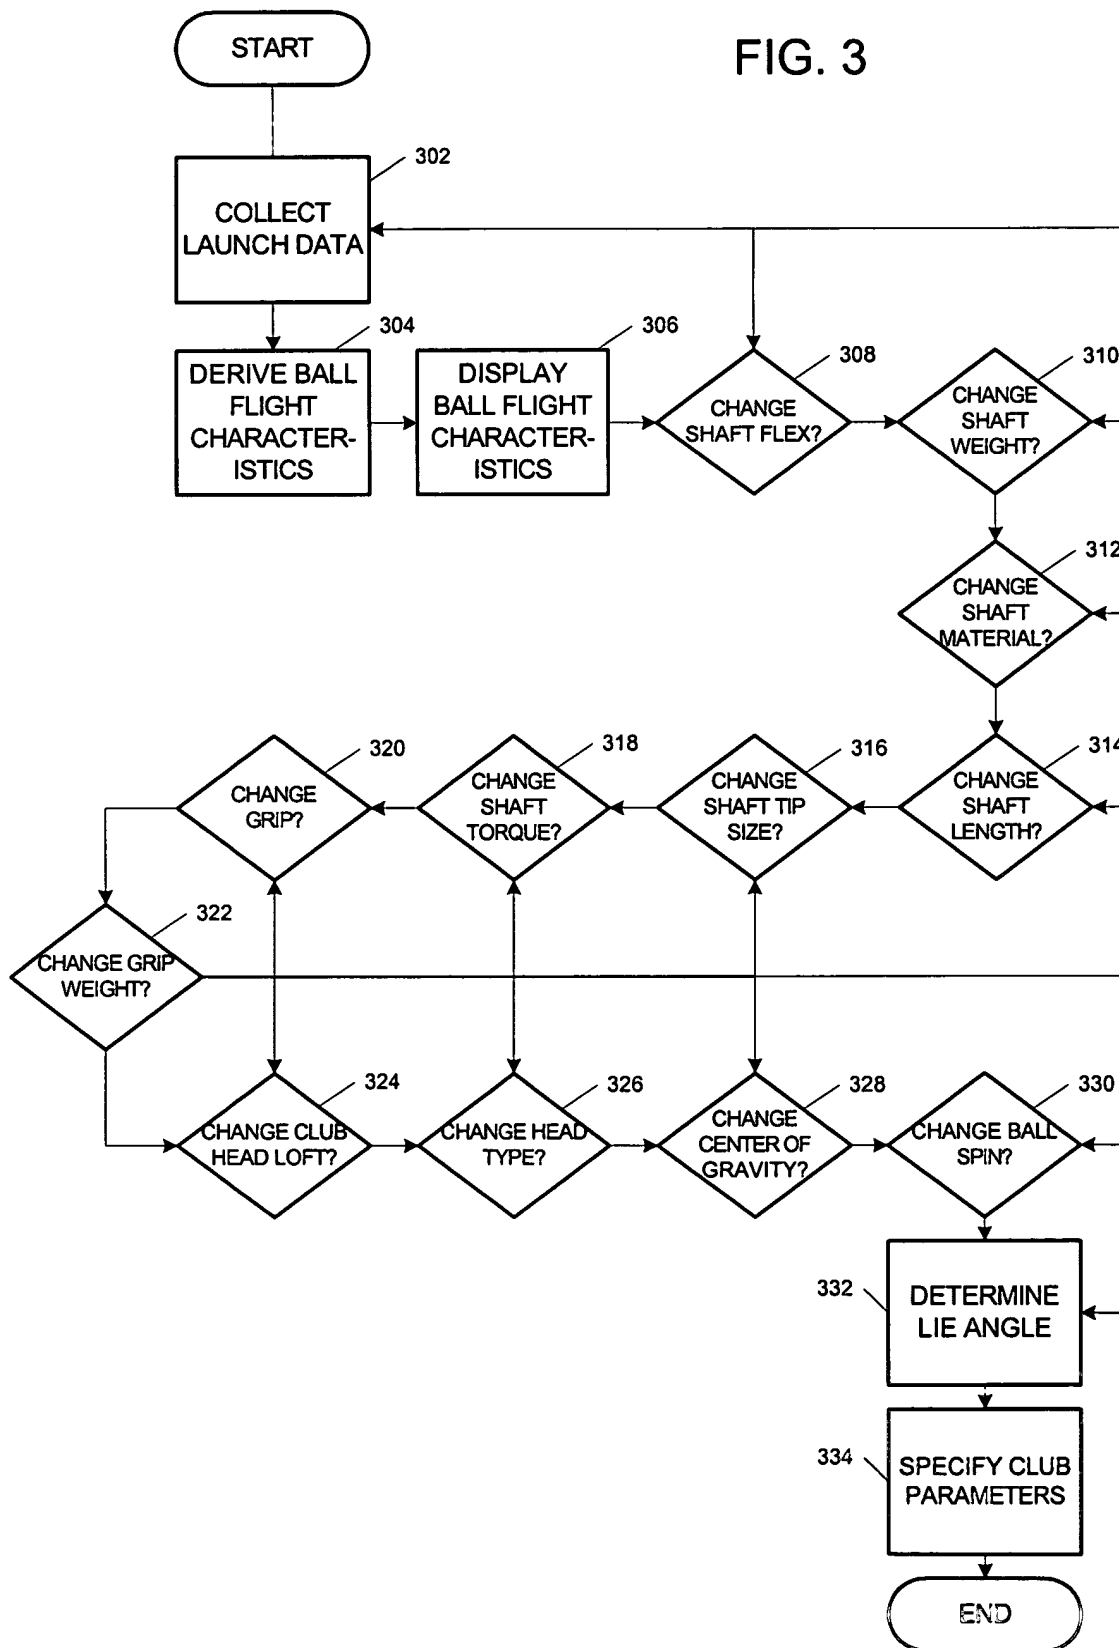 START
FIG. 3
302
COLLECT
LAUNCH DATA
304
DERIVE BALL
FLIGHT
CHARACTER-
ISTICS
306
DISPLAY
BALL FLIGHT
CHARACTER-
ISTICS
308
CHANGE
SHAFT FLEX?
310
CHANGE
SHAFT
WEIGHT?
312
CHANGE
SHAFT
MATERIAL?
314
CHANGE
SHAFT
LENGTH?
316
CHANGE
SHAFT TIP
SIZE?
318
CHANGE
SHAFT
TORQUE?
320
CHANGE
GRIP?
322
CHANGE GRIP
WEIGHT?
324
CHANGE CLUB
HEAD LOFT?
326
CHANGE HEAD
TYPE?
328
CHANGE
CENTER OF
GRAVITY?
330
CHANGE BALL
SPIN?
332
DETERMINE
LIE ANGLE
334
SPECIFY CLUB
PARAMETERS
END